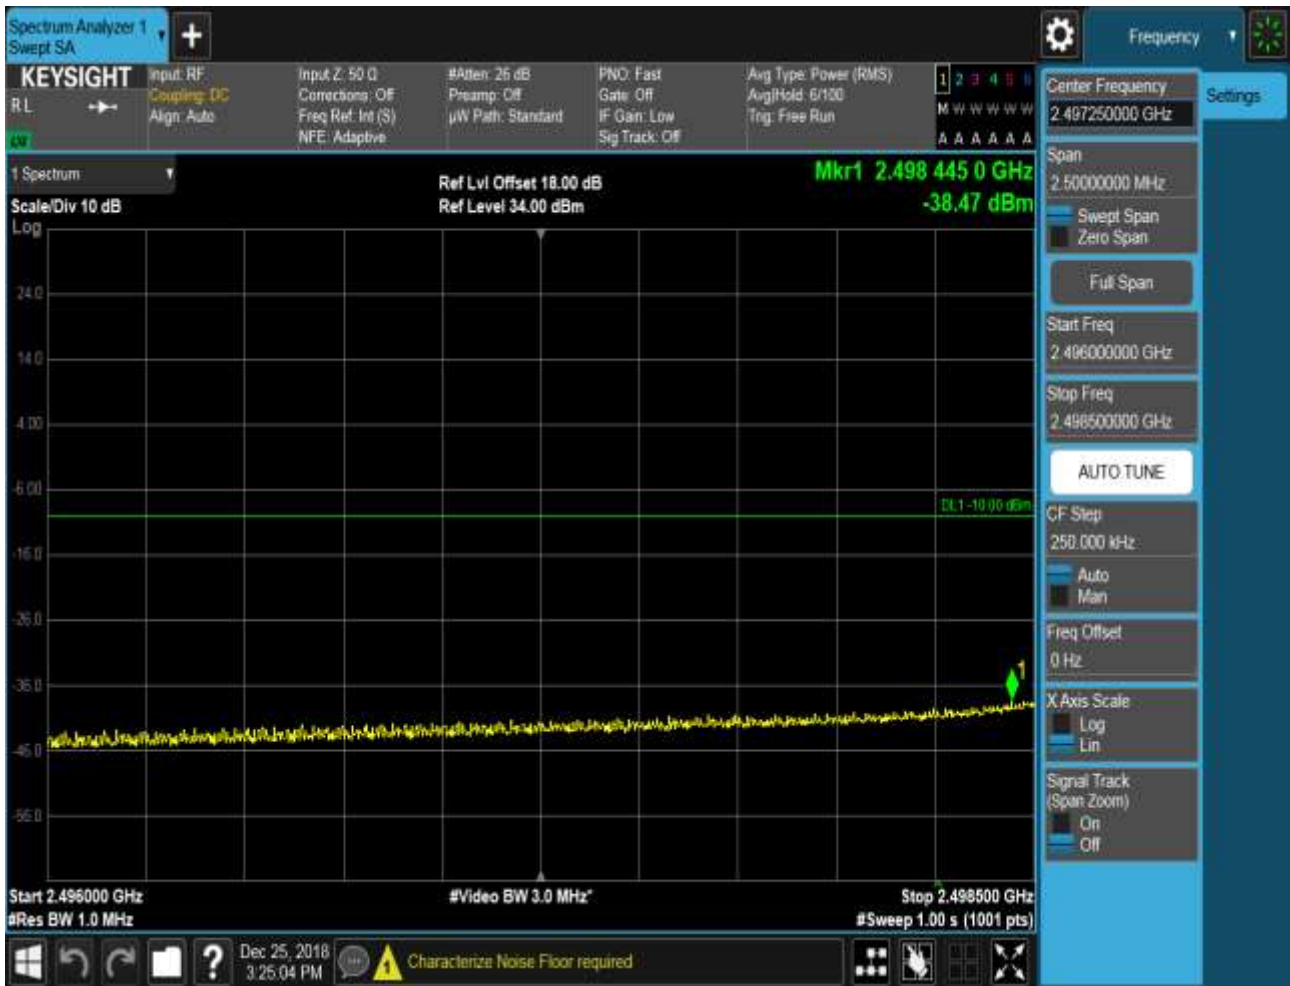 Spectrum Analyzer 1
Swept SA
+
Frequency
KEYSIGHT
RL
Input: RF
Coupling: DC
Align: Auto
Input Z: 50 Ω
Corrections: Off
Freq Ref: Int (S)
NFE: Adaptive
#Atten: 26 dB
Preamp: Off
µW Path: Standard
PNO: Fast
Gate: Off
IF Gain: Low
Sig Track: Off
Avg Type: Power (RMS)
Avg|Hold: 6/100
Trig: Free Run
1 2 3 4 5 6
M W W W W W
A A A A A A
1 Spectrum
Scale/Div 10 dB
Ref Lvl Offset 18.00 dB
Ref Level 34.00 dBm
Mkr1 2.498 445 0 GHz
-38.47 dBm
Log
24.0
14.0
4.00
-6.00
-16.0
-26.0
-36.0
-46.0
-56.0
DL1 -10.00 dBm
1
Start 2.496000 GHz
#Res BW 1.0 MHz
#Video BW 3.0 MHz*
Stop 2.498500 GHz
#Sweep 1.00 s (1001 pts)
Center Frequency
2.497250000 GHz
Settings
Span
2.50000000 MHz
Swept Span
Zero Span
Full Span
Start Freq
2.496000000 GHz
Stop Freq
2.498500000 GHz
AUTO TUNE
CF Step
250.000 kHz
Auto
Man
Freq Offset
0 Hz
X Axis Scale
Log
Lin
Signal Track
(Span Zoom)
On
Off
?
Dec 25, 2018
3:25:04 PM
1
Characterize Noise Floor required